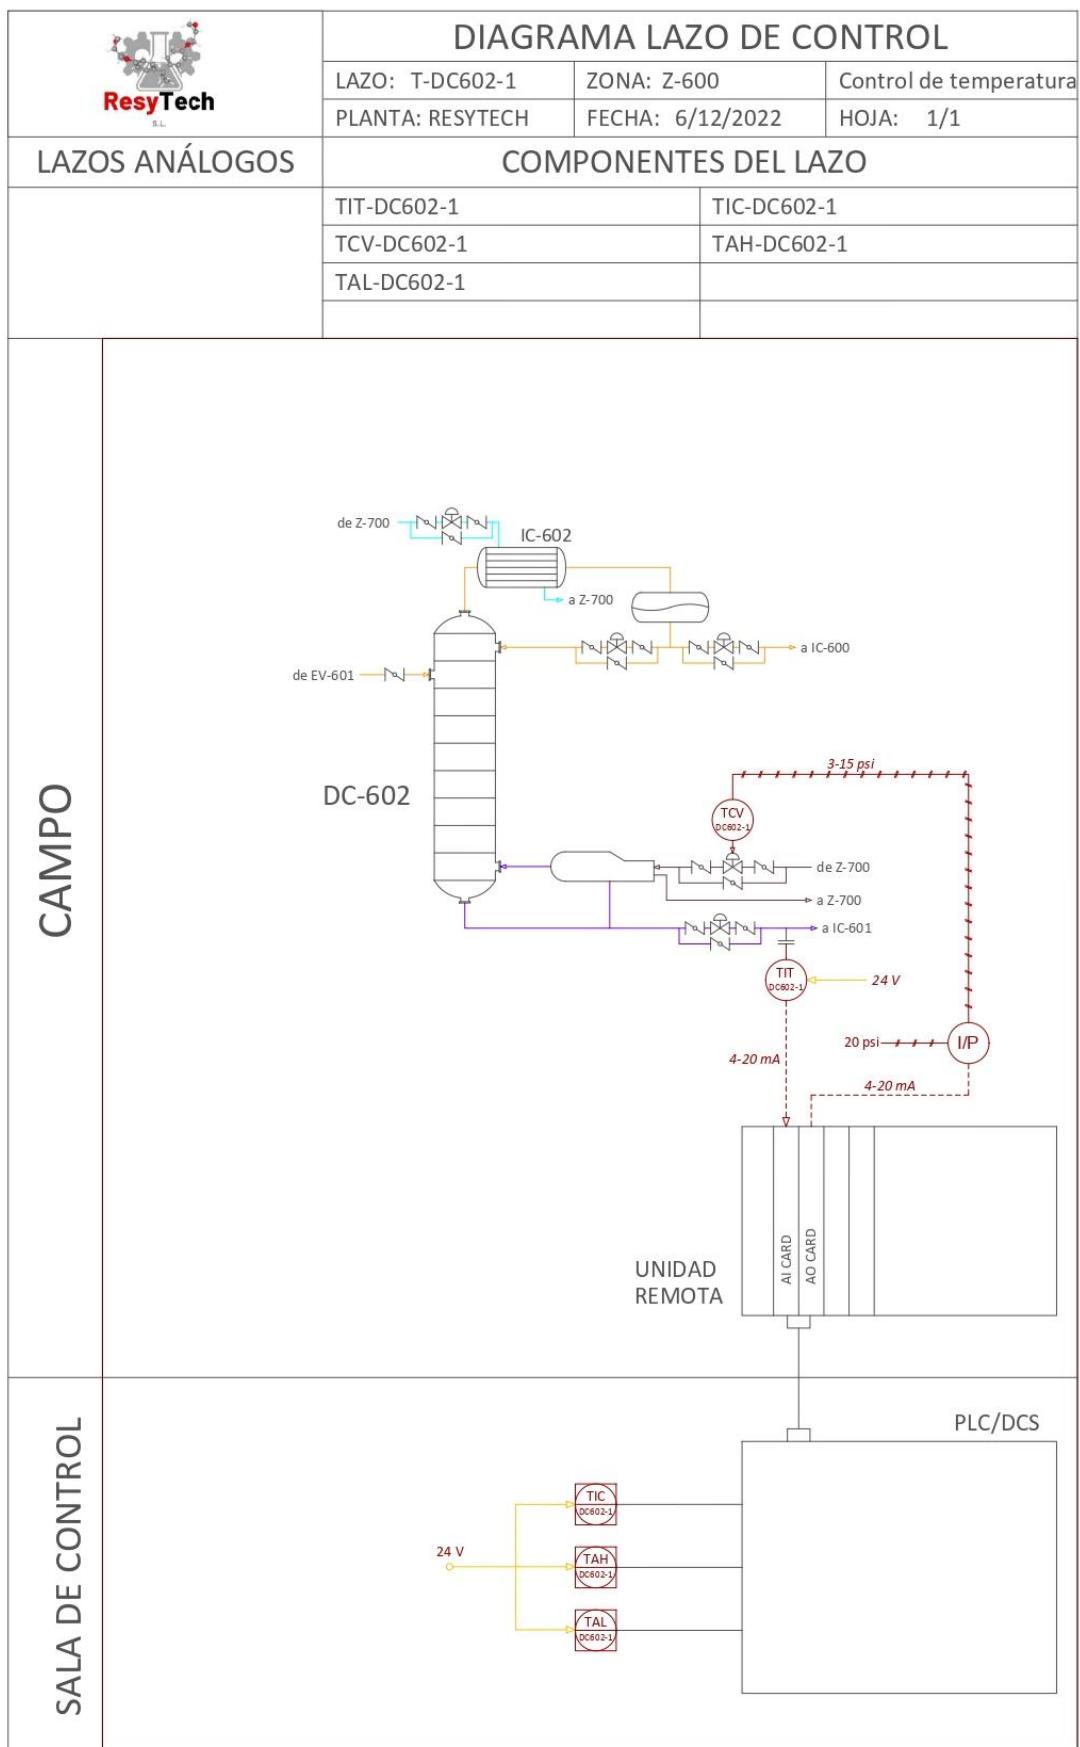 ResyTech
S.L.
DIAGRAMA LAZO DE CONTROL
LAZO: T-DC602-1
ZONA: Z-600
Control de temperatura
PLANTA: RESYTECH
FECHA: 6/12/2022
HOJA: 1/1
LAZOS ANÁLOGOS
COMPONENTES DEL LAZO
TIT-DC602-1
TIC-DC602-1
TCV-DC602-1
TAH-DC602-1
TAL-DC602-1
CAMPO
de Z-700
IC-602
a Z-700
a IC-600
de EV-601
DC-602
3-15 psi
TCV
DC602-1
de Z-700
a Z-700
a IC-601
TIT
DC602-1
24 V
20 psi
I/P
4-20 mA
4-20 mA
AI CARD
AO CARD
UNIDAD
REMOTA
SALA DE CONTROL
PLC/DCS
24 V
TIC
DC602-1
TAH
DC602-1
TAL
DC602-1